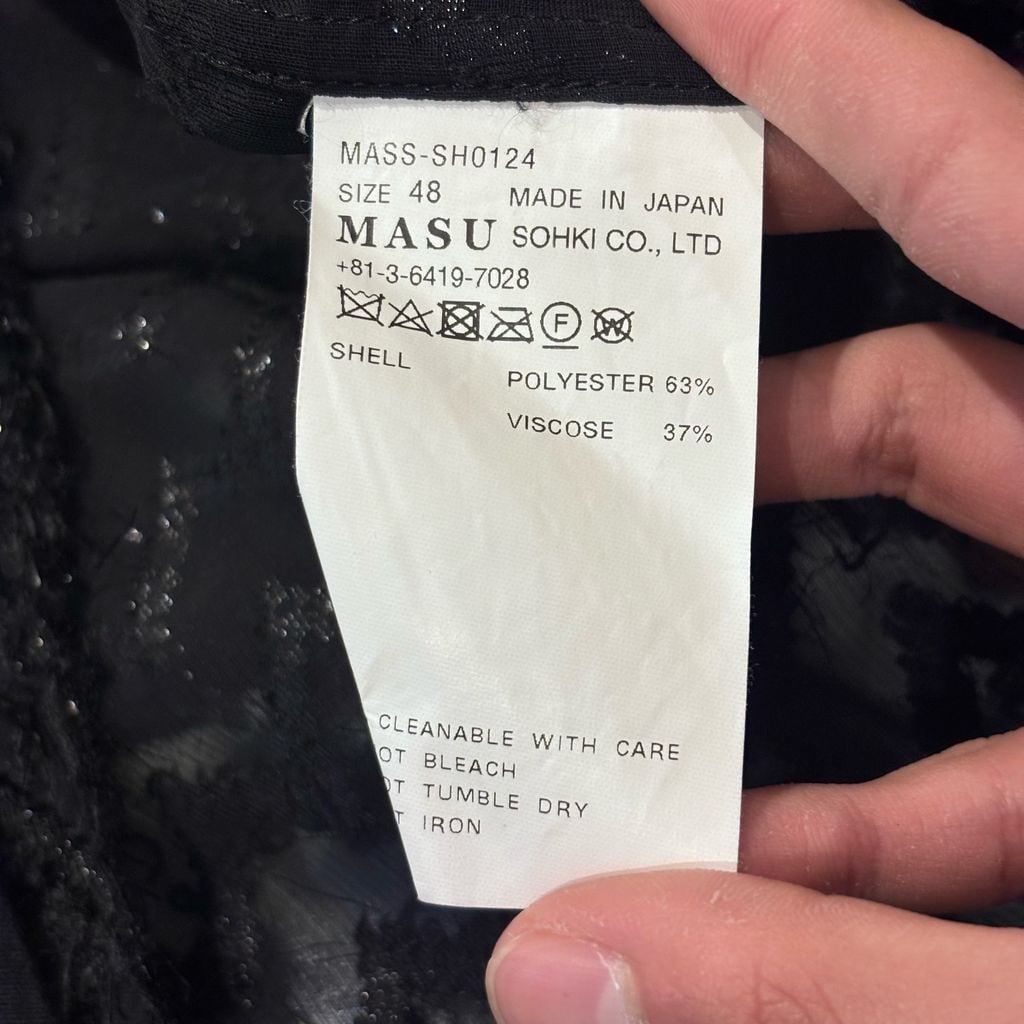 MASS-SH0124
SIZE 48 MADE IN JAPAN
MASU SOHKI CO., LTD
+81-3-6419-7028
F W
SHELL
POLYESTER 63%
VISCOSE 37%
CLEANABLE WITH CARE
OT BLEACH
OT TUMBLE DRY
T IRON